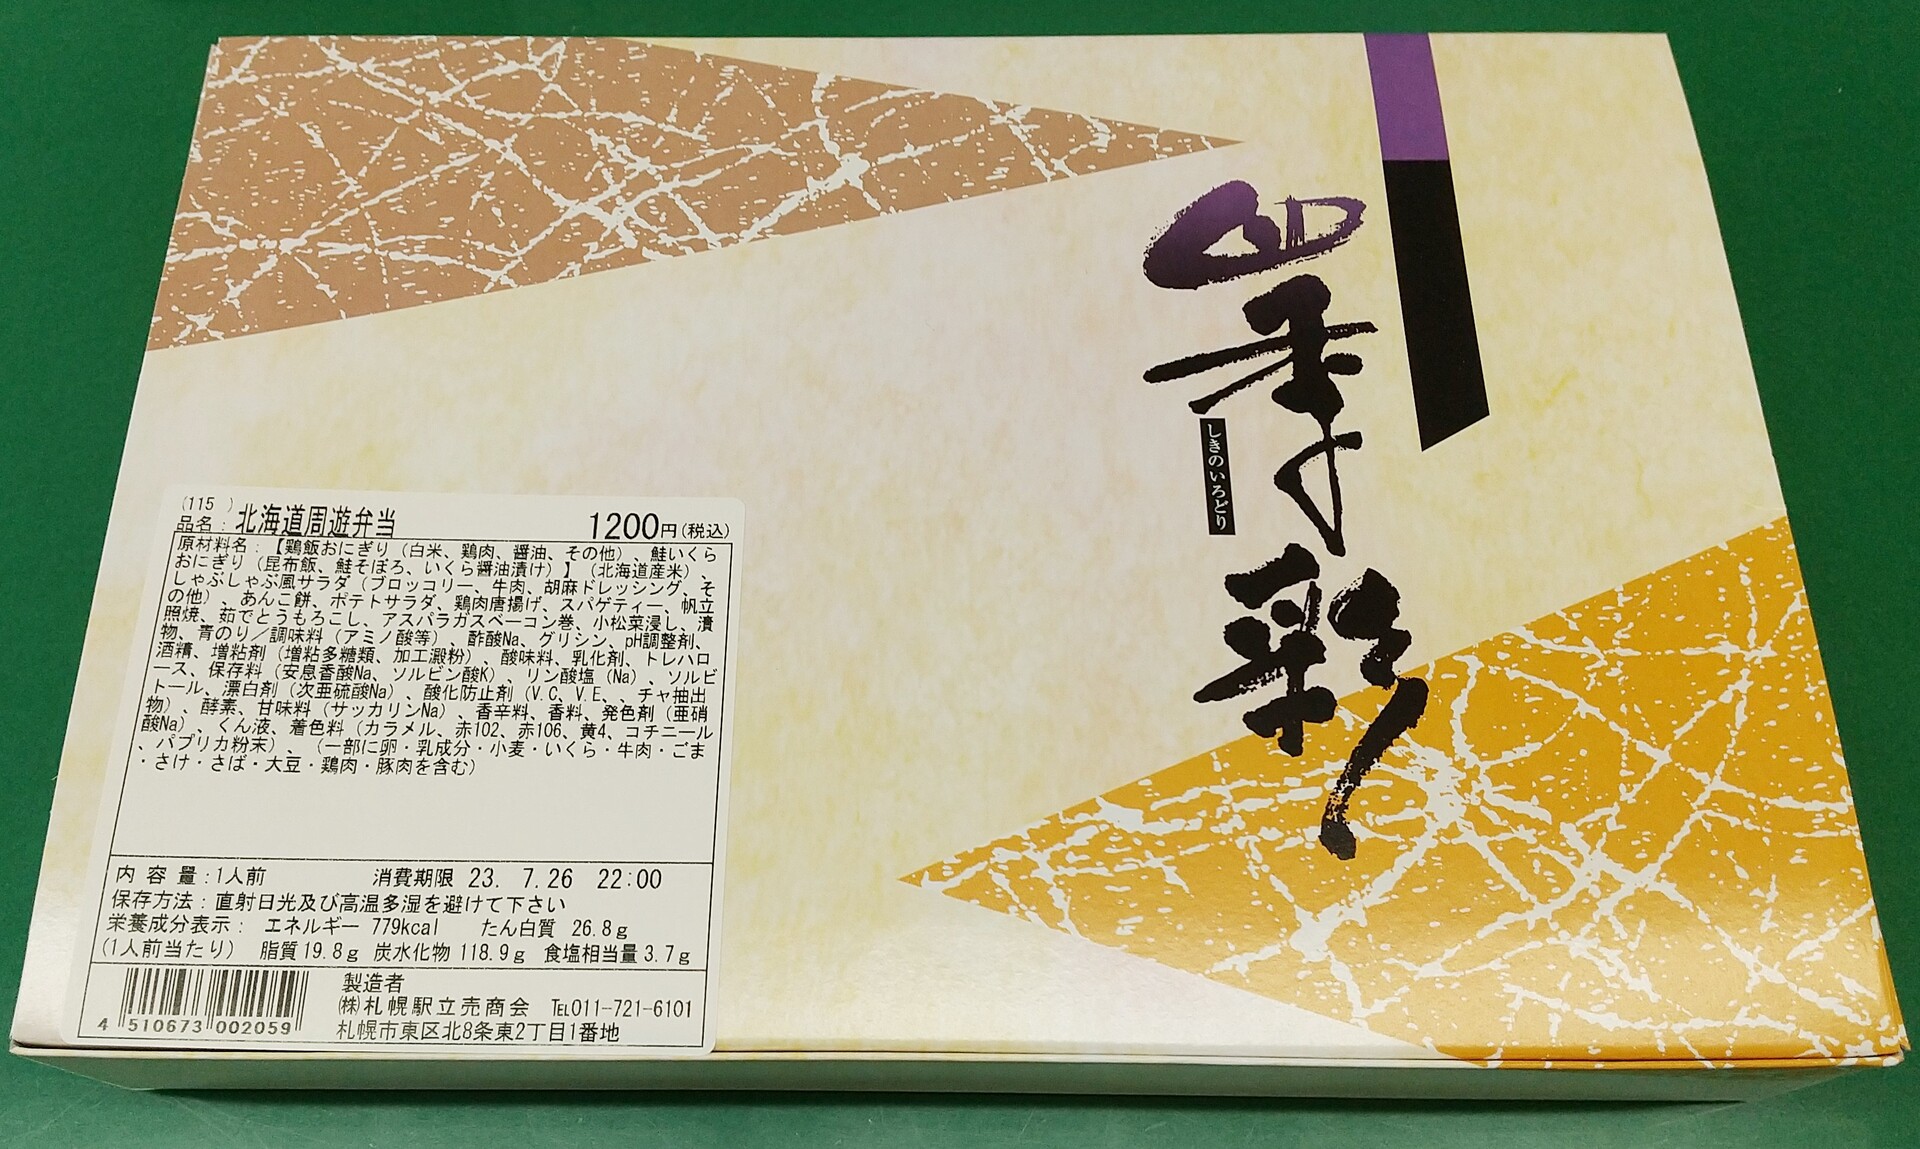 四季彩
しきのいろどり
(115 )
品名: 北海道周遊弁当 1200円(税込)
原材料名:【鶏飯おにぎり(白米、鶏肉、醤油、その他)、鮭いくら
おにぎり(昆布飯、鮭そぼろ、いくら醤油漬け)】(北海道産米)、
しゃぶしゃぶ風サラダ(ブロッコリー、牛肉、胡麻ドレッシング、そ
の他)、あんこ餅、ポテトサラダ、鶏肉唐揚げ、スパゲティー、帆立
照焼、茹でとうもろこし、アスパラガスベーコン巻、小松菜浸し、漬
物、青のり/調味料(アミノ酸等)、酢酸Na、グリシン、pH調整剤、
酒精、増粘剤(増粘多糖類、加工澱粉)、酸味料、乳化剤、トレハロ
ース、保存料(安息香酸Na、ソルビン酸K)、リン酸塩(Na)、ソルビ
トール、漂白剤(次亜硫酸Na)、酸化防止剤(V.C、V.E、、チャ抽出
物)、酵素、甘味料(サッカリンNa)、香辛料、香料、発色剤(亜硝
酸Na)、くん液、着色料(カラメル、赤102、赤106、黄4、コチニール
、パプリカ粉末)、(一部に卵・乳成分・小麦・いくら・牛肉・ごま
・さけ・さば・大豆・鶏肉・豚肉を含む)
内容量:1人前 消費期限 23. 7.26 22:00
保存方法:直射日光及び高温多湿を避けて下さい
栄養成分表示: エネルギー 779kcal たん白質 26.8g
(1人前当たり) 脂質19.8g 炭水化物118.9g 食塩相当量3.7g
製造者
㈱札幌駅立売商会 TEL011-721-6101
札幌市東区北8条東2丁目1番地
4 510673 002059